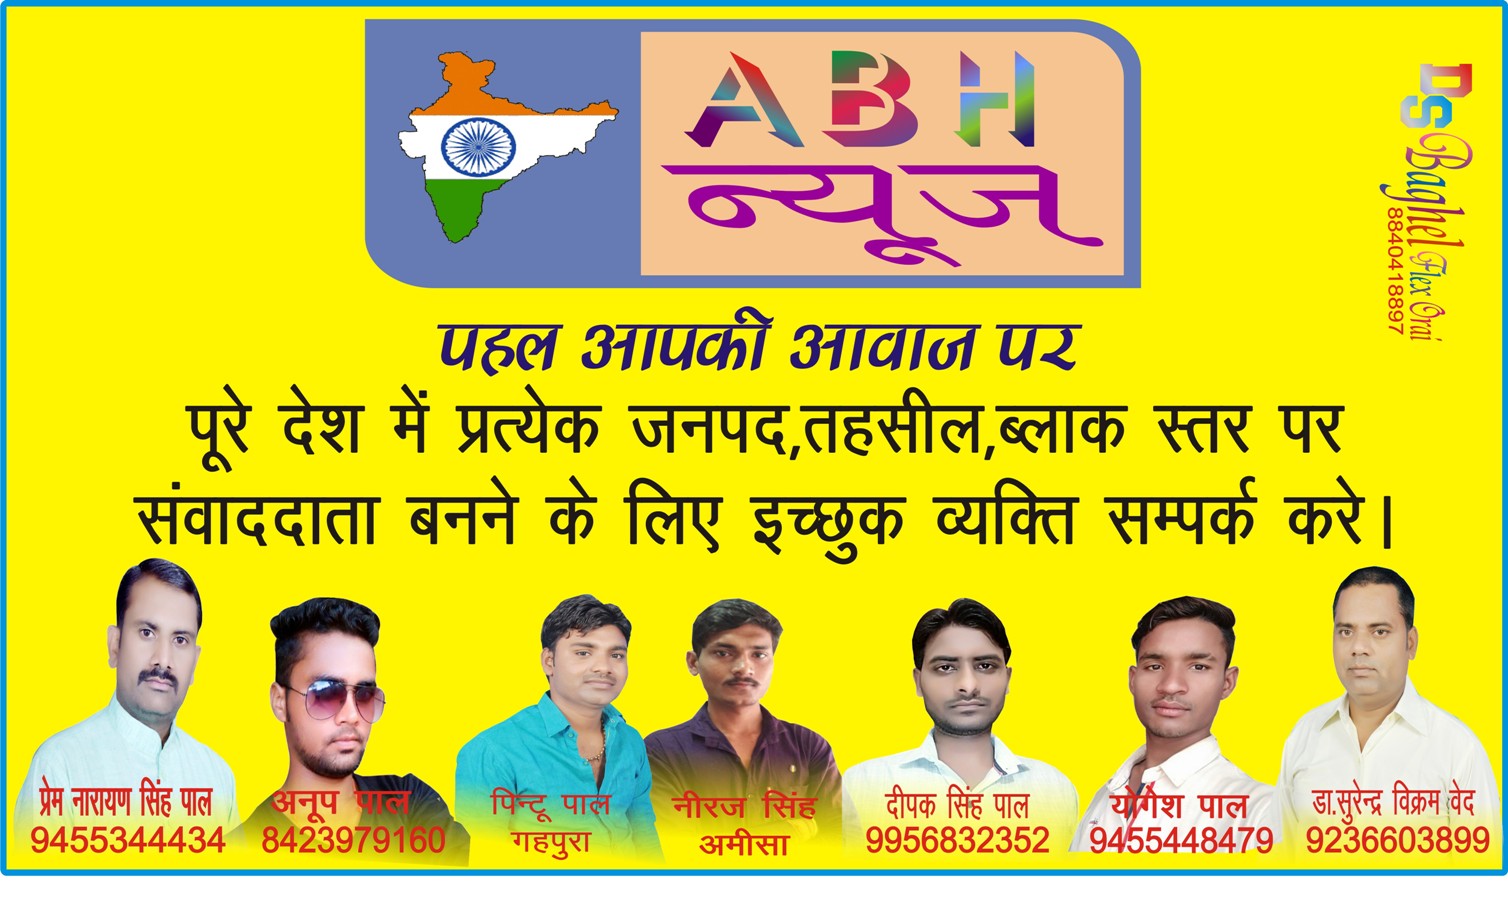 ABH
न्यूज
DS Baghel Flex Orai
8840418897
पहल आपकी आवाज पर
पूरे देश में प्रत्येक जनपद,तहसील,ब्लाक स्तर पर
संवाददाता बनने के लिए इच्छुक व्यक्ति सम्पर्क करे।
प्रेम नारायण सिंह पाल
9455344434
अनूप पाल
8423979160
पिन्टू पाल
गहपुरा
नीरज सिंह
अमीसा
दीपक सिंह पाल
9956832352
योगेश पाल
9455448479
डा.सुरेन्द्र विक्रम वेद
9236603899